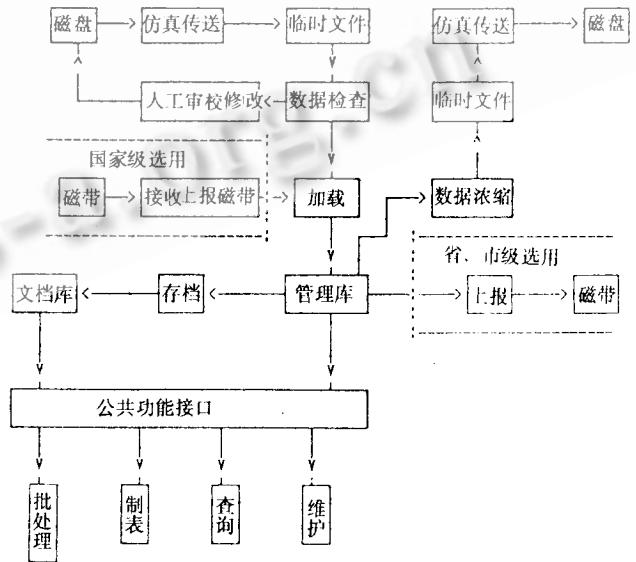 磁盘 仿真传送 临时文件 仿真传送 磁盘
人工审校修改 数据检查 临时文件
国家级选用
磁带 接收上报磁带 加载 数据浓缩
省、市级选用
文档库 存档 管理库 上报 磁带
公共功能接口
批处理 制表 查询 维护